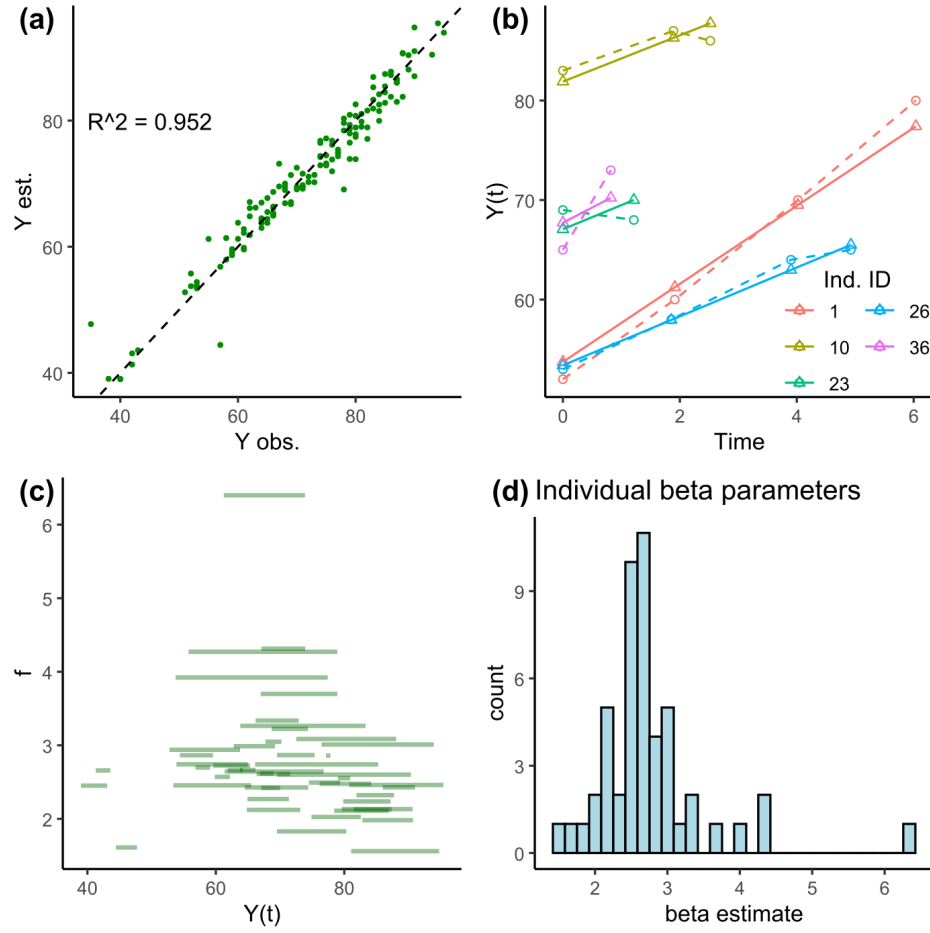 (a)
R^2 = 0.952
Y est.
80
60
40
40
60
80
Y obs.
(b)
Y(t)
80
70
60
0
2
4
6
Time
Ind. ID
1
10
23
26
36
(c)
f
6
5
4
3
2
40
60
80
Y(t)
(d) Individual beta parameters
count
9
6
3
0
2
3
4
5
6
beta estimate